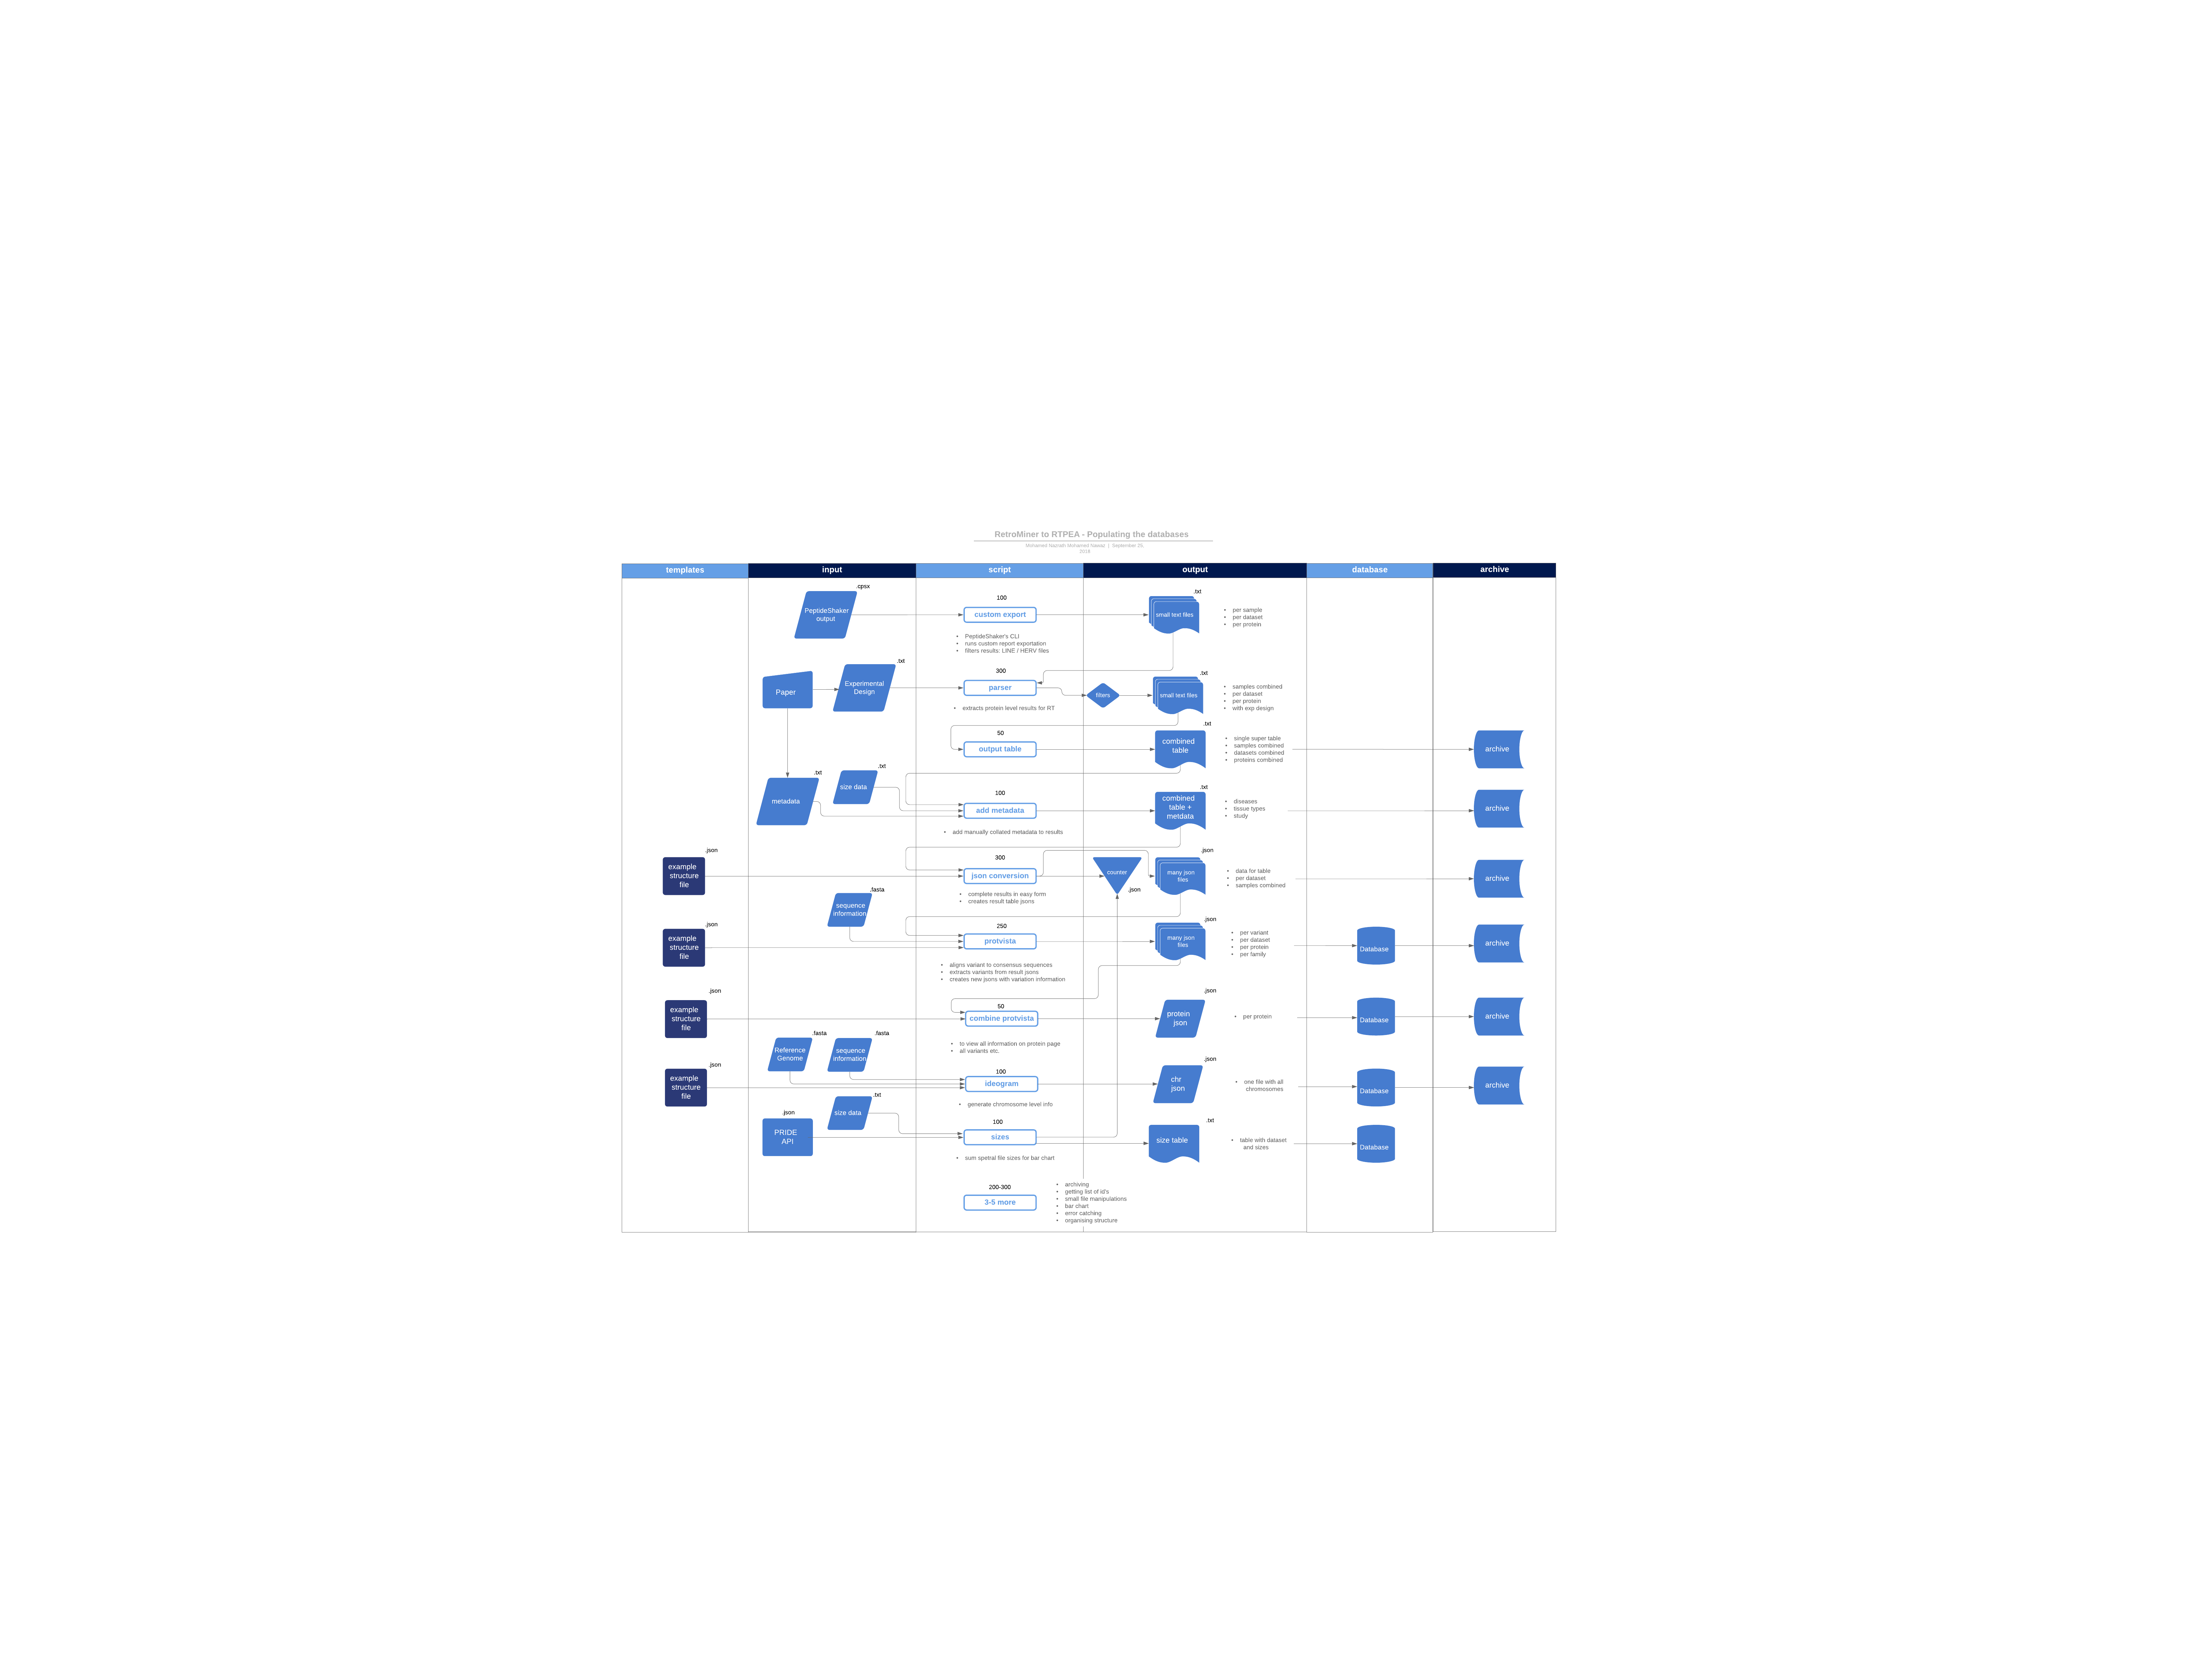 RetroMiner to RTPEA - Populating the databases
Mohamed Nazrath Mohamed Nawaz | September 25,
2018
templates
input
script
output
database
archive
.cpsx
PeptideShaker
output
100
custom export
• PeptideShaker's CLI
• runs custom report exportation
• filters results: LINE / HERV files
.txt
small text files
• per sample
• per dataset
• per protein
Paper
.txt
Experimental
Design
300
parser
• extracts protein level results for RT
filters
.txt
small text files
• samples combined
• per dataset
• per protein
• with exp design
50
output table
.txt
combined
table
• single super table
• samples combined
• datasets combined
• proteins combined
archive
.txt
metadata
.txt
size data
100
add metadata
• add manually collated metadata to results
.txt
combined
table +
metdata
• diseases
• tissue types
• study
archive
.json
example
structure
file
300
json conversion
• complete results in easy form
• creates result table jsons
counter
.json
.json
many json
files
• data for table
• per dataset
• samples combined
archive
.json
example
structure
file
.fasta
sequence
information
250
protvista
• aligns variant to consensus sequences
• extracts variants from result jsons
• creates new jsons with variation information
.json
many json
files
• per variant
• per dataset
• per protein
• per family
Database
archive
.json
example
structure
file
50
combine protvista
• to view all information on protein page
• all variants etc.
.json
protein
json
• per protein
Database
archive
.json
example
structure
file
.fasta
Reference
Genome
.fasta
sequence
information
100
ideogram
• generate chromosome level info
.json
chr
json
• one file with all
chromosomes
Database
archive
.json
PRIDE
API
.txt
size data
100
sizes
• sum spetral file sizes for bar chart
.txt
size table
• table with dataset
and sizes
Database
200-300
3-5 more
• archiving
• getting list of id's
• small file manipulations
• bar chart
• error catching
• organising structure